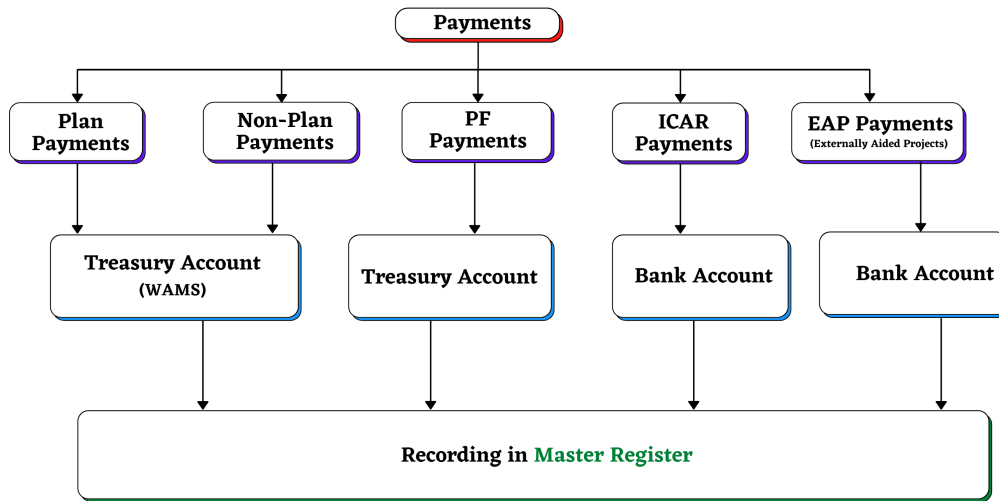 Payments
Plan
Payments
Non-Plan
Payments
PF
Payments
ICAR
Payments
EAP Payments
(Externally Aided Projects)
Treasury Account
(WAMS)
Treasury Account
Bank Account
Bank Account
Recording in Master Register